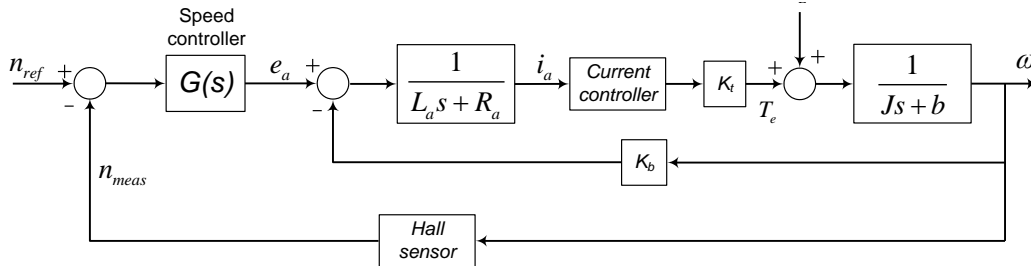 Speed
controller
n_ref
+
−
G(s)
e_a
+
−
1
L_a s + R_a
i_a
Current
controller
K_t
+
T_e
+
1
Js + b
ω
K_b
n_meas
Hall
sensor